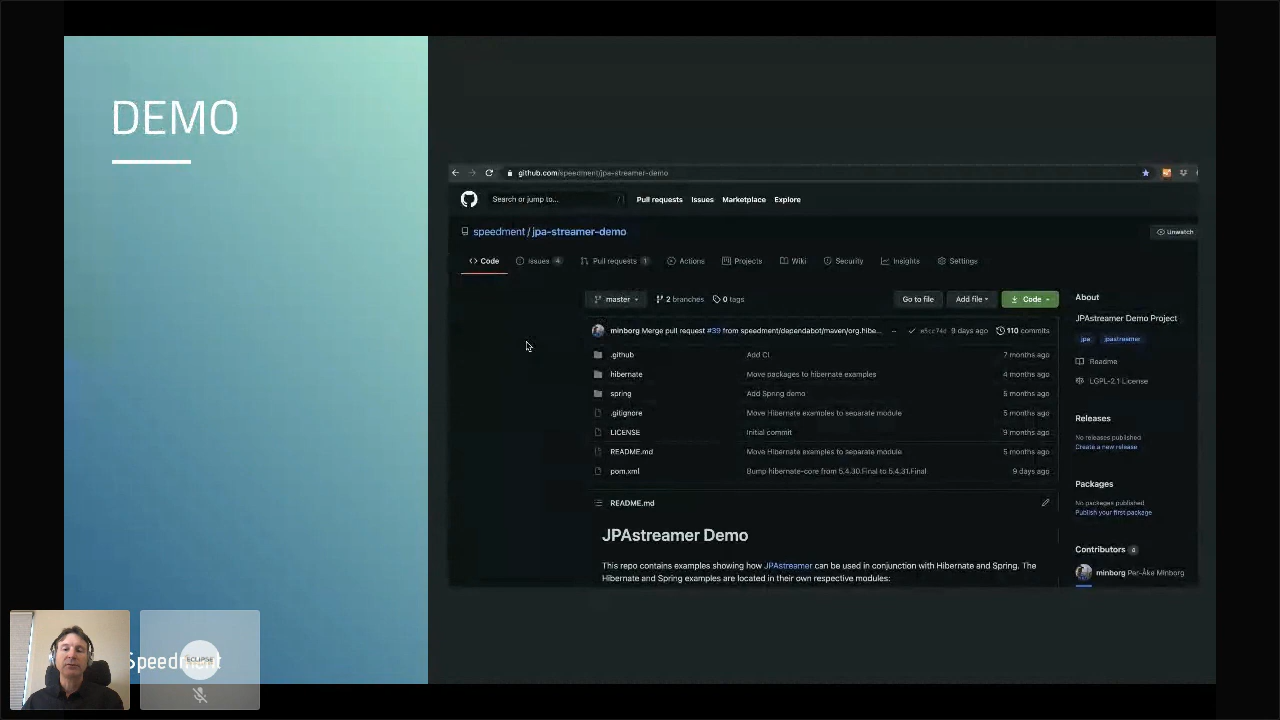 DEMO
github.com/speedment/jpa-streamer-demo
Search or jump to... /
Pull requests Issues Marketplace Explore
speedment / jpa-streamer-demo
Unwatch
Code Issues 4 Pull requests 1 Actions Projects Wiki Security Insights Settings
master 2 branches 0 tags Go to file Add file Code
minborg Merge pull request #39 from speedment/dependabot/maven/org.hibe... 9 days ago 110 commits
.github Add CI 7 months ago
hibernate Move packages to hibernate examples 4 months ago
spring Add Spring demo 5 months ago
.gitignore Move Hibernate examples to separate module 5 months ago
LICENSE Initial commit 9 months ago
README.md Move Hibernate examples to separate module 5 months ago
pom.xml Bump hibernate-core from 5.4.30.Final to 5.4.31.Final 9 days ago
README.md
JPAstreamer Demo
This repo contains examples showing how JPAstreamer can be used in conjunction with Hibernate and Spring. The
Hibernate and Spring examples are located in their own respective modules:
About
JPAstreamer Demo Project
jpa jpastreamer
Readme
LGPL-2.1 License
Releases
No releases published
Create a new release
Packages
No packages published
Publish your first package
Contributors 4
minborg Per-Åke Minborg
Speedment
ECLIPSE